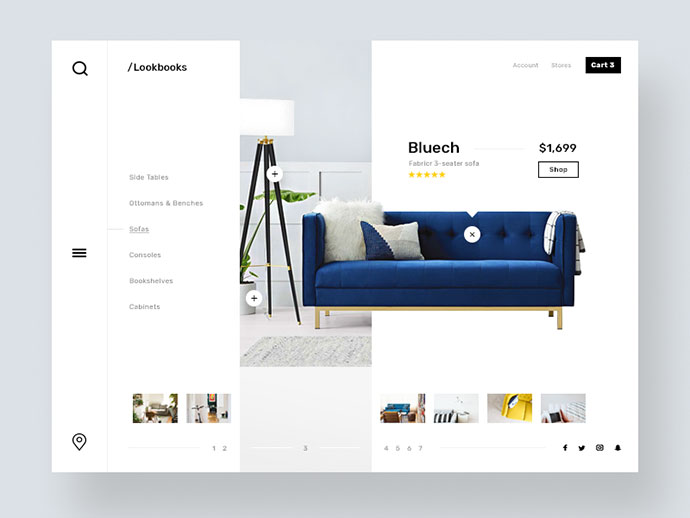 /Lookbooks
Account
Stores
Cart 3
Side Tables
Ottomans & Benches
Sofas
Consoles
Bookshelves
Cabinets
Bluech
$1,699
Fabricr 3-seater sofa
Shop
1 2
3
4 5 6 7